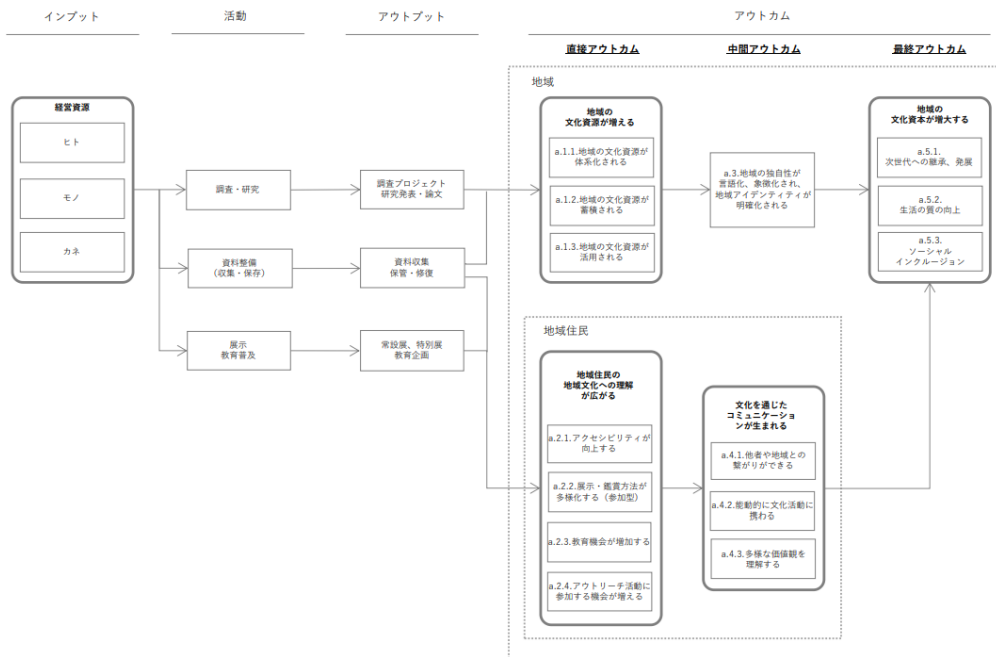 インプット
活動
アウトプット
アウトカム
直接アウトカム
中間アウトカム
最終アウトカム
地域
経営資源
ヒト
モノ
カネ
調査・研究
資料整備
（収集・保存）
展示
教育普及
調査プロジェクト
研究発表・論文
資料収集
保管・修復
常設展、特別展
教育企画
地域の
文化資源が増える
a.1.1.地域の文化資源が
体系化される
a.1.2.地域の文化資源が
蓄積される
a.1.3.地域の文化資源が
活用される
a.3.地域の独自性が
言語化、象徴化され、
地域アイデンティティが
明確化される
地域の
文化資本が増大する
a.5.1.
次世代への継承、発展
a.5.2.
生活の質の向上
a.5.3.
ソーシャル
インクルージョン
地域住民
地域住民の
地域文化への理解
が広がる
a.2.1.アクセシビリティが
向上する
a.2.2.展示・鑑賞方法が
多様化する（参加型）
a.2.3.教育機会が増加する
a.2.4.アウトリーチ活動に
参加する機会が増える
文化を通じた
コミュニケーショ
ンが生まれる
a.4.1.他者や地域との
繋がりができる
a.4.2.能動的に文化活動に
携わる
a.4.3.多様な価値観を
理解する